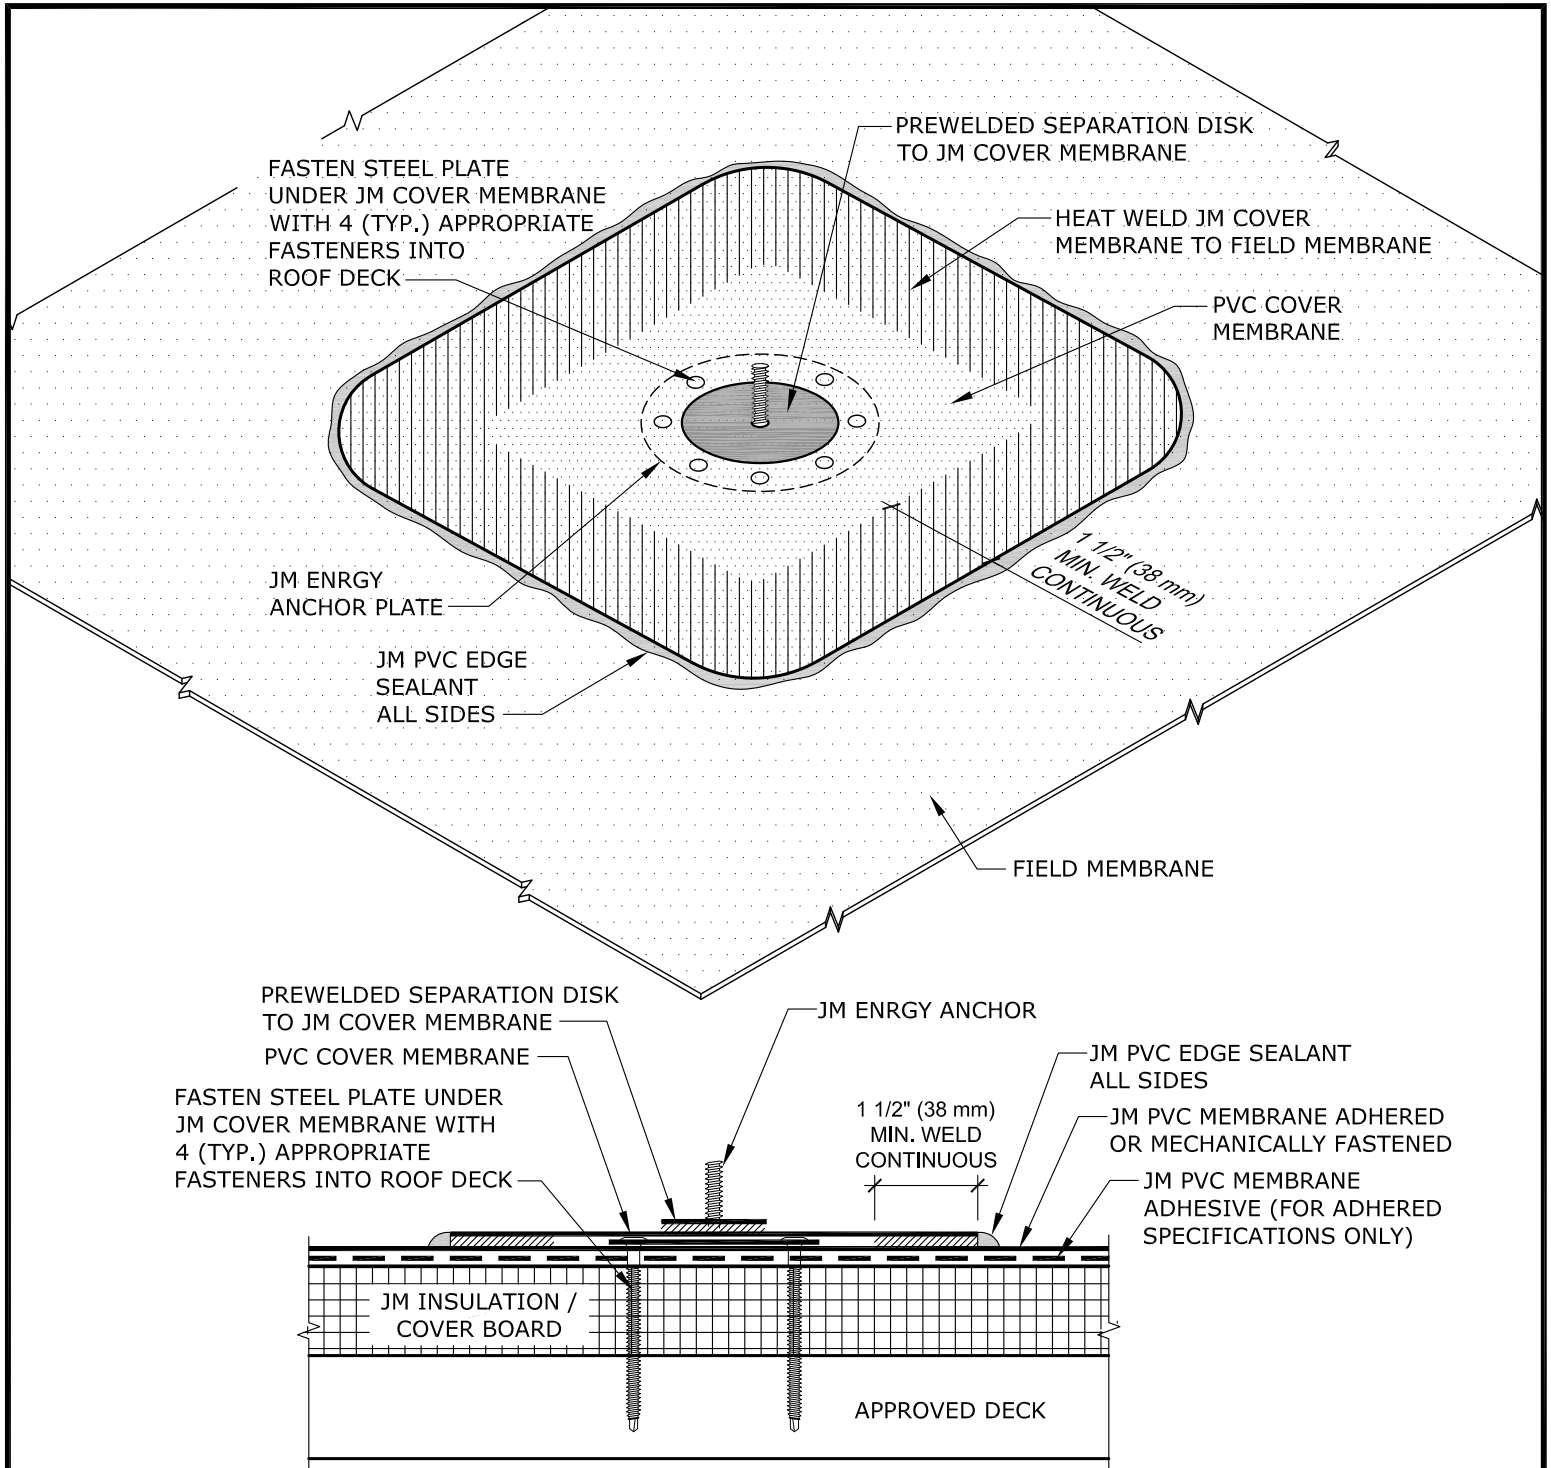 PREWELDED SEPARATION DISK
TO JM COVER MEMBRANE
FASTEN STEEL PLATE
UNDER JM COVER MEMBRANE
WITH 4 (TYP.) APPROPRIATE
FASTENERS INTO
ROOF DECK
HEAT WELD JM COVER
MEMBRANE TO FIELD MEMBRANE
PVC COVER
MEMBRANE
1 1/2" (38 mm)
MIN. WELD
CONTINUOUS
JM ENRGY
ANCHOR PLATE
JM PVC EDGE
SEALANT
ALL SIDES
FIELD MEMBRANE
PREWELDED SEPARATION DISK
TO JM COVER MEMBRANE
JM ENRGY ANCHOR
PVC COVER MEMBRANE
JM PVC EDGE SEALANT
ALL SIDES
FASTEN STEEL PLATE UNDER
JM COVER MEMBRANE WITH
4 (TYP.) APPROPRIATE
FASTENERS INTO ROOF DECK
1 1/2" (38 mm)
MIN. WELD
CONTINUOUS
JM PVC MEMBRANE ADHERED
OR MECHANICALLY FASTENED
JM PVC MEMBRANE
ADHESIVE (FOR ADHERED
SPECIFICATIONS ONLY)
JM INSULATION /
COVER BOARD
APPROVED DECK